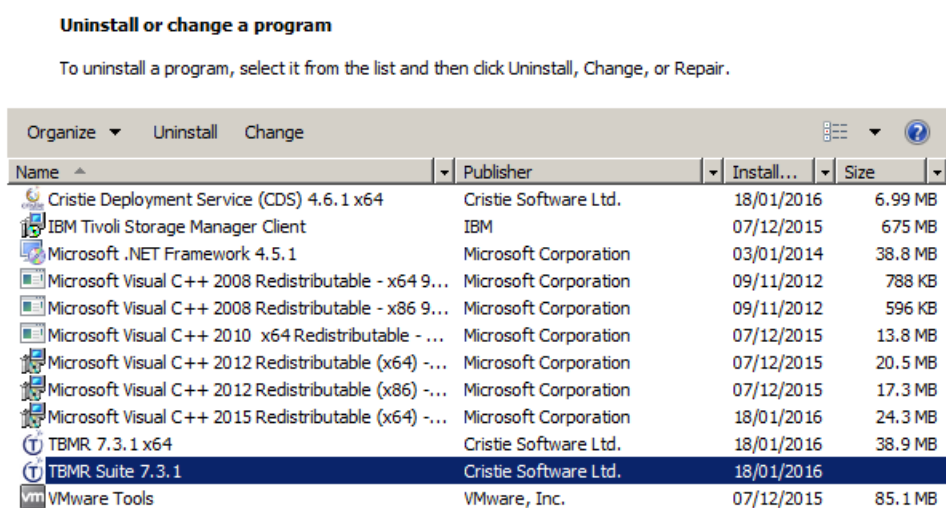 Uninstall or change a program
To uninstall a program, select it from the list and then click Uninstall, Change, or Repair.
Organize Uninstall Change
Name Publisher Install... Size
Cristie Deployment Service (CDS) 4.6.1 x64 Cristie Software Ltd. 18/01/2016 6.99 MB
IBM Tivoli Storage Manager Client IBM 07/12/2015 675 MB
Microsoft .NET Framework 4.5.1 Microsoft Corporation 03/01/2014 38.8 MB
Microsoft Visual C++ 2008 Redistributable - x64 9... Microsoft Corporation 09/11/2012 788 KB
Microsoft Visual C++ 2008 Redistributable - x86 9... Microsoft Corporation 09/11/2012 596 KB
Microsoft Visual C++ 2010 x64 Redistributable - ... Microsoft Corporation 07/12/2015 13.8 MB
Microsoft Visual C++ 2012 Redistributable (x64) -... Microsoft Corporation 07/12/2015 20.5 MB
Microsoft Visual C++ 2012 Redistributable (x86) -... Microsoft Corporation 07/12/2015 17.3 MB
Microsoft Visual C++ 2015 Redistributable (x64) -... Microsoft Corporation 18/01/2016 24.3 MB
TBMR 7.3.1 x64 Cristie Software Ltd. 18/01/2016 38.9 MB
TBMR Suite 7.3.1 Cristie Software Ltd. 18/01/2016
vm VMware Tools VMware, Inc. 07/12/2015 85.1 MB